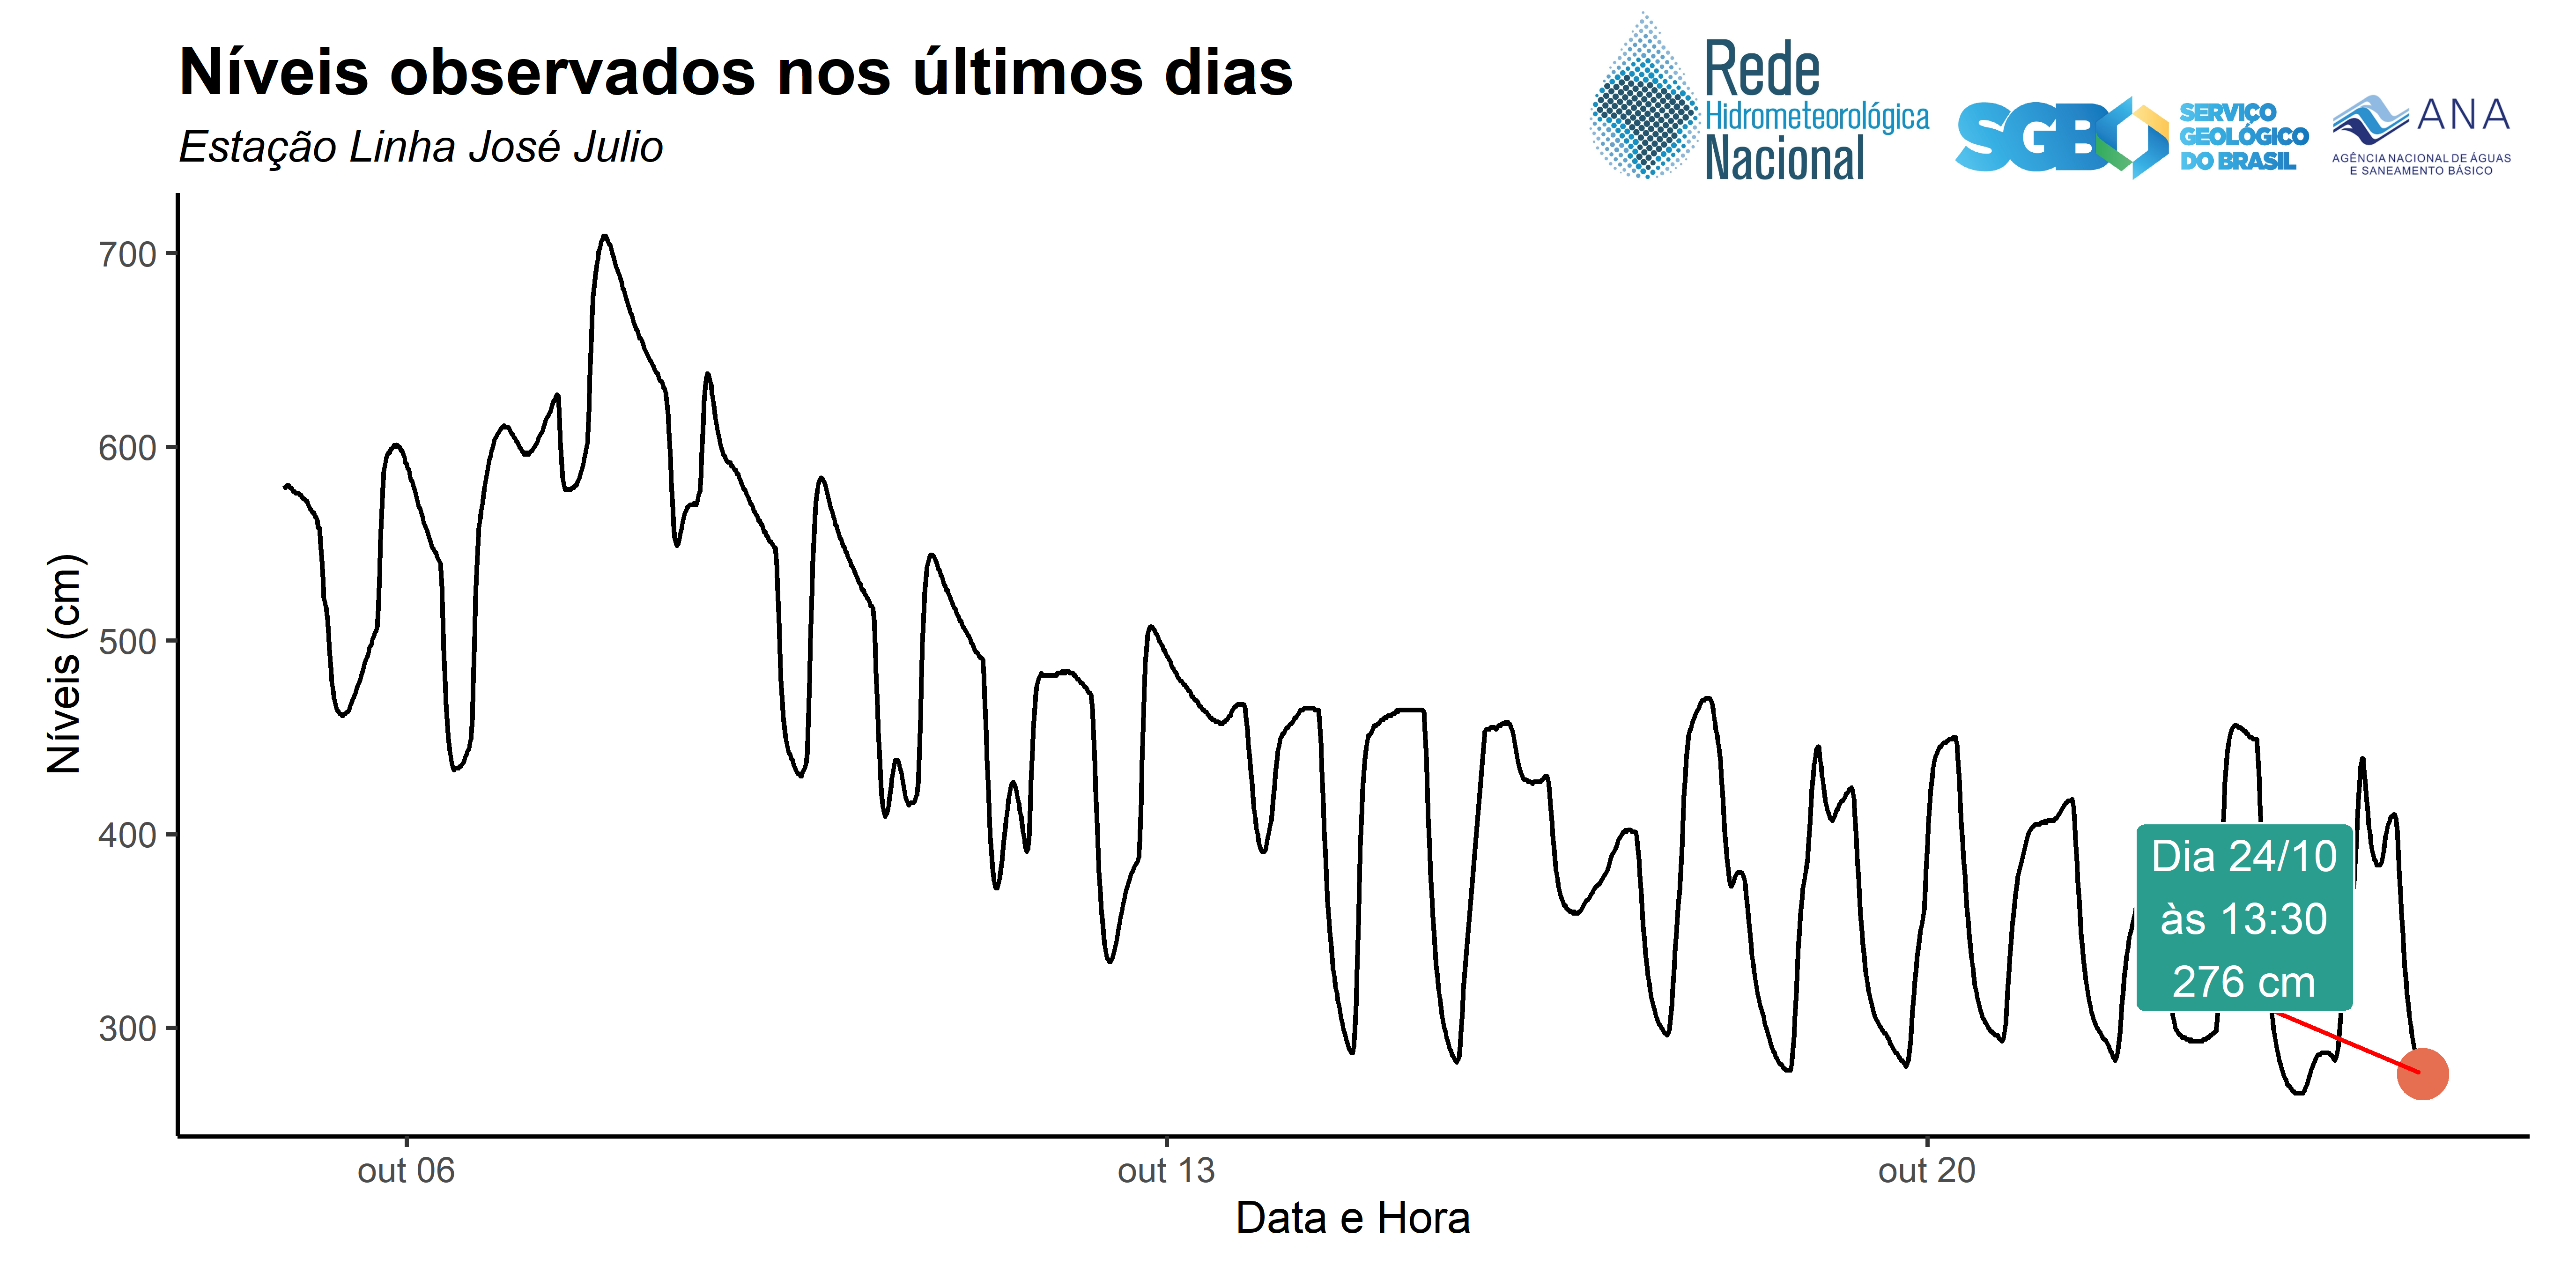 Níveis observados nos últimos dias
Estação Linha José Julio
Rede
Hidrometeorológica
Nacional
SGB
SERVIÇO
GEOLÓGICO
DO BRASIL
ANA
AGÊNCIA NACIONAL DE ÁGUAS
E SANEAMENTO BÁSICO
Níveis (cm)
700
600
500
400
300
Dia 24/10
às 13:30
276 cm
out 06
out 13
out 20
Data e Hora